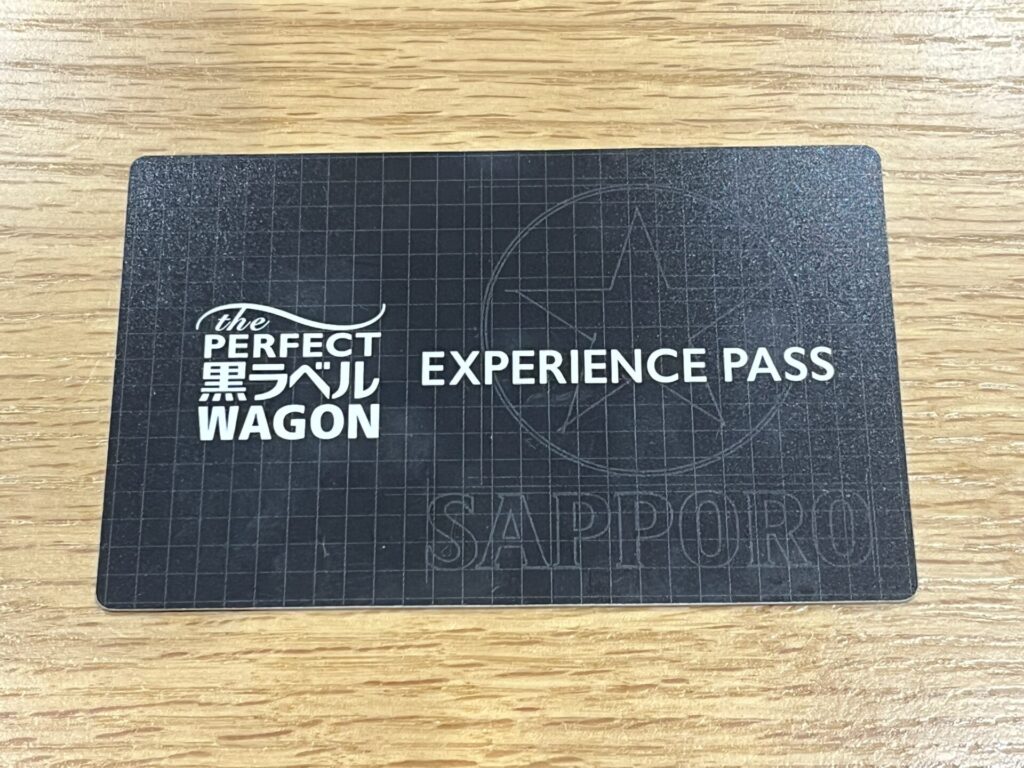 the
PERFECT
黒ラベル
WAGON
EXPERIENCE PASS
SAPPORO